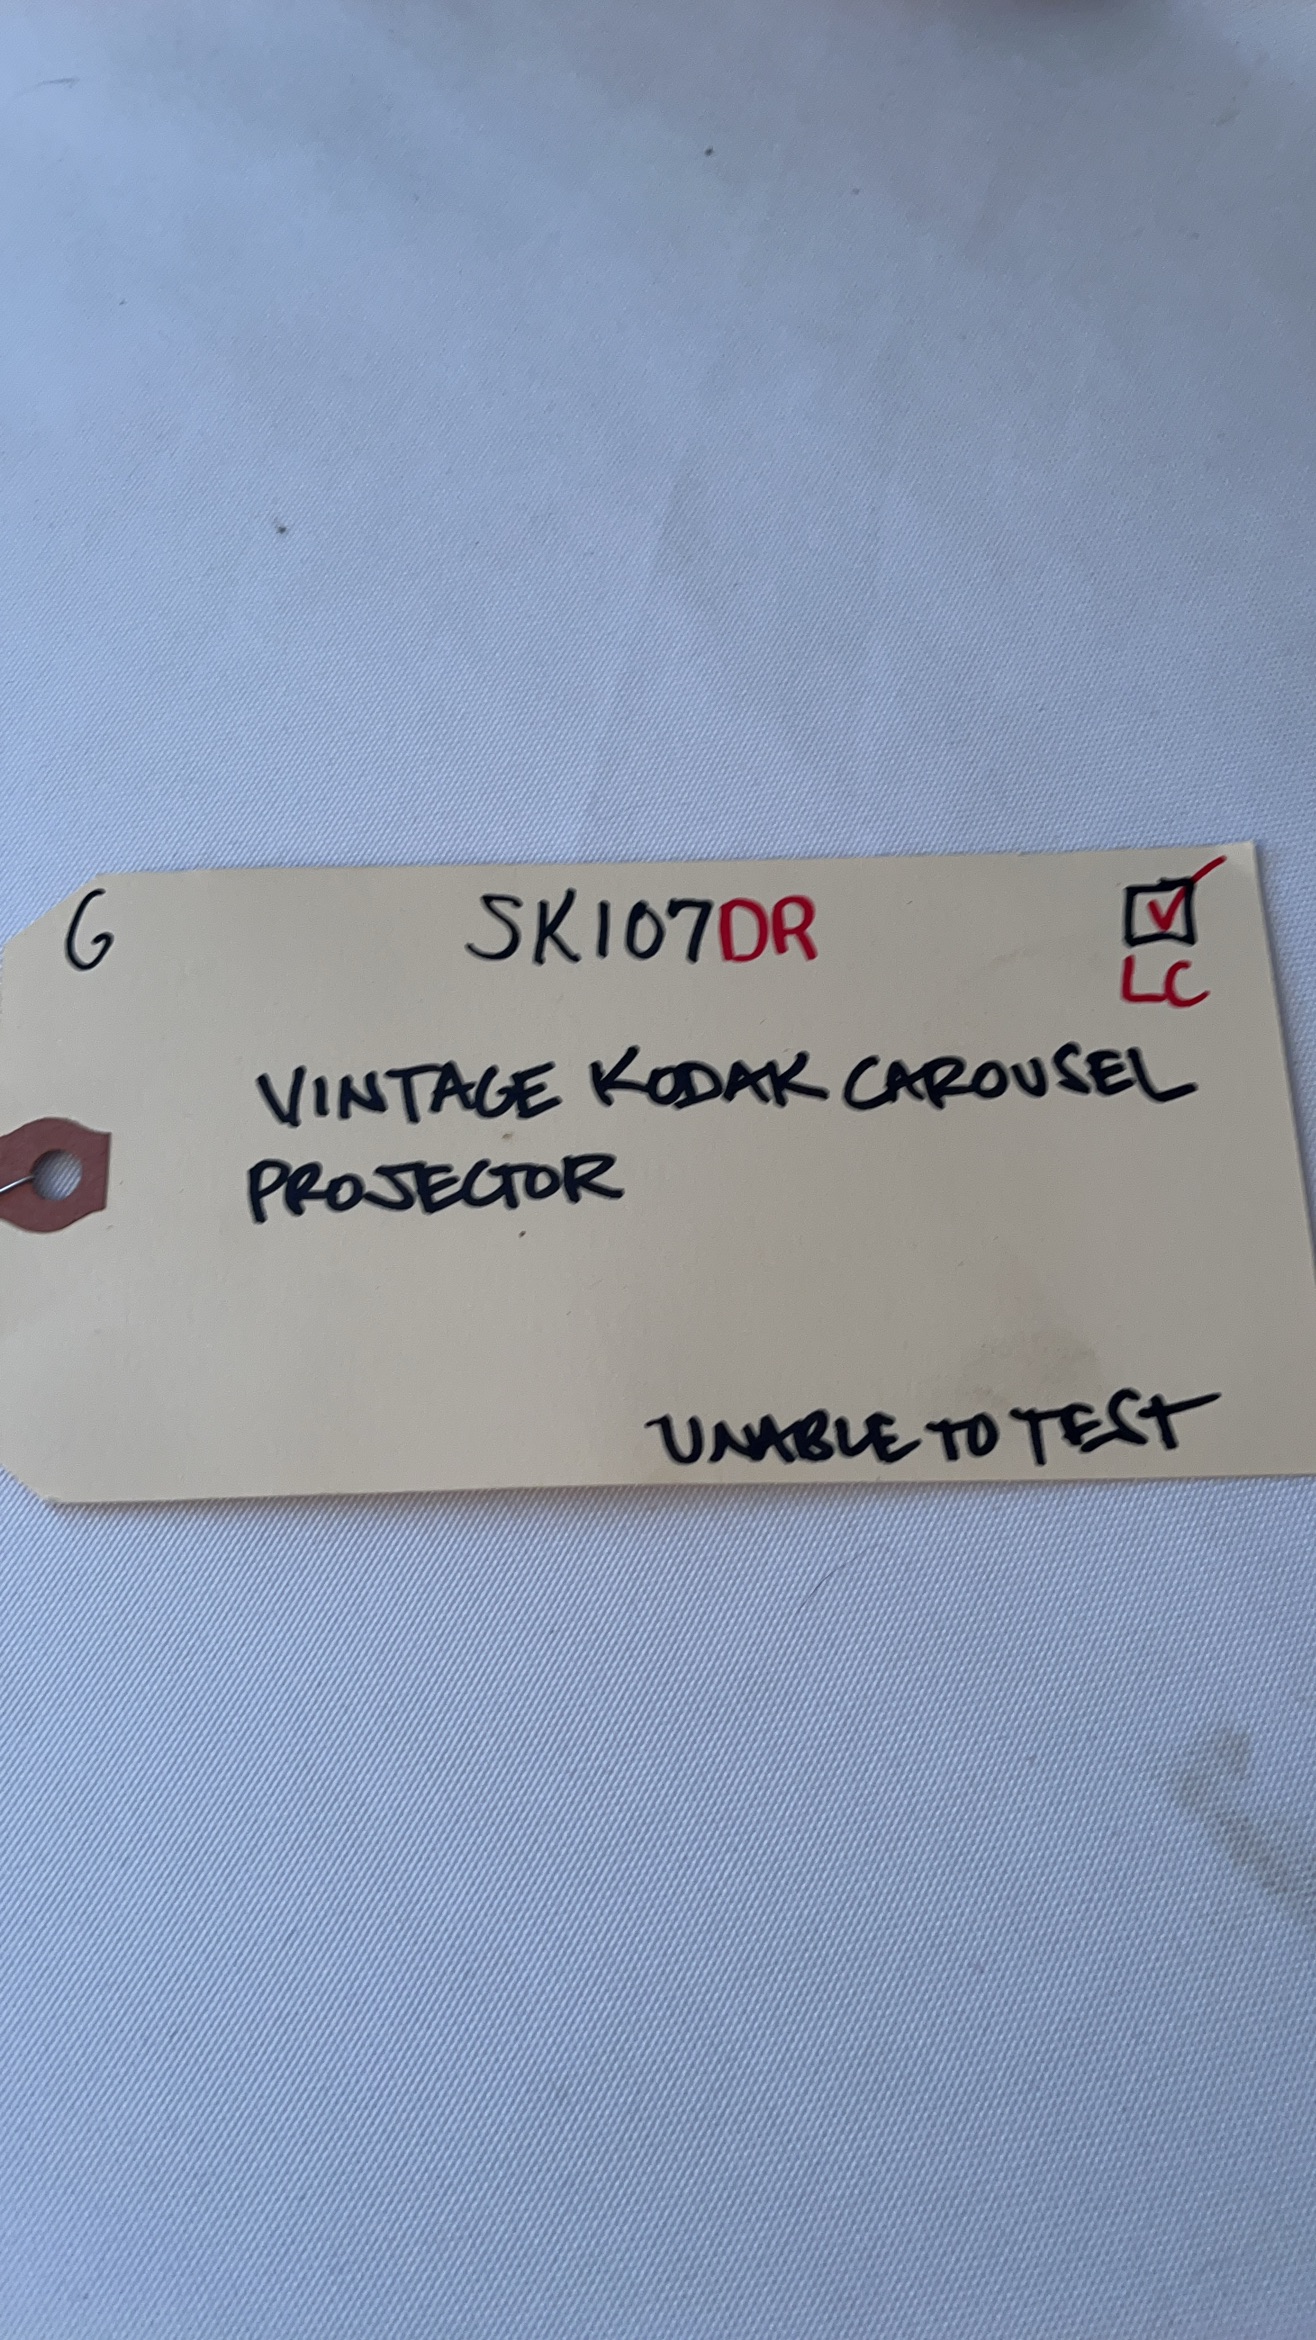 G SK107DR ☑
LC
VINTAGE KODAK CAROUSEL
PROJECTOR
UNABLE TO TEST